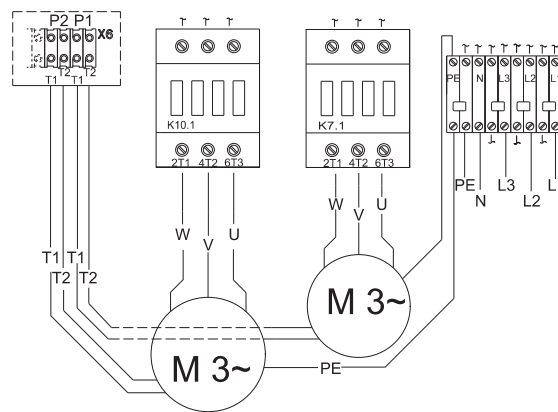 P2 P1
X6
T1 T2 T1 T2
K10.1
2T1 4T2 6T3
K7.1
2T1 4T2 6T3
PE N L3 L2 L1
PE N L3 L2 L
W V U
W V U
T1 T1
T2 T2
M 3~
M 3~
PE